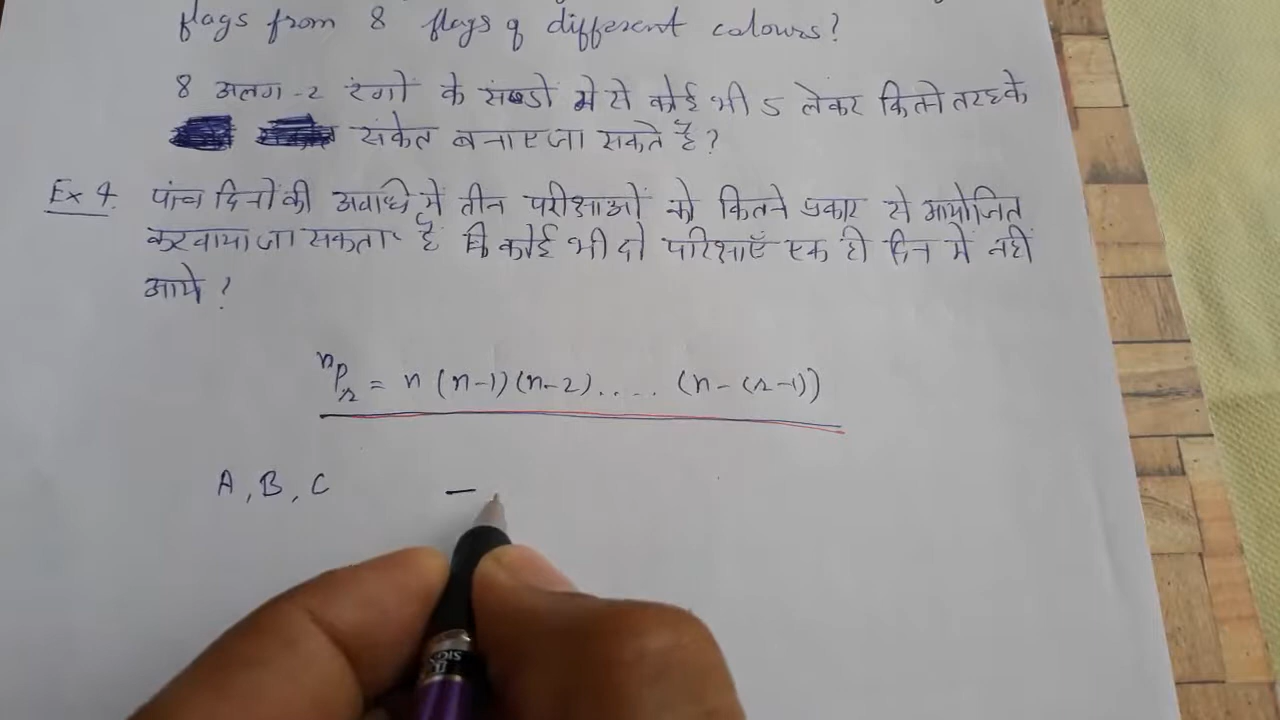 flags from 8 flags of different colours?
8 अलग-2 रंगों के संण्डों मे से कोई भी 5 लेकर कितने तरह के
संकेत बनाए जा सकते हैं?
Ex 4. पांच दिनों की अवधि में तीन परीक्षाओं को कितने प्रकार से आयोजित
करवाया जा सकता है कि कोई भी दो परिक्षाएँ एक ही दिन में नहीं
आये?
ⁿPᵣ = n (n-1)(n-2)..... (n-(r-1))
A, B, C –